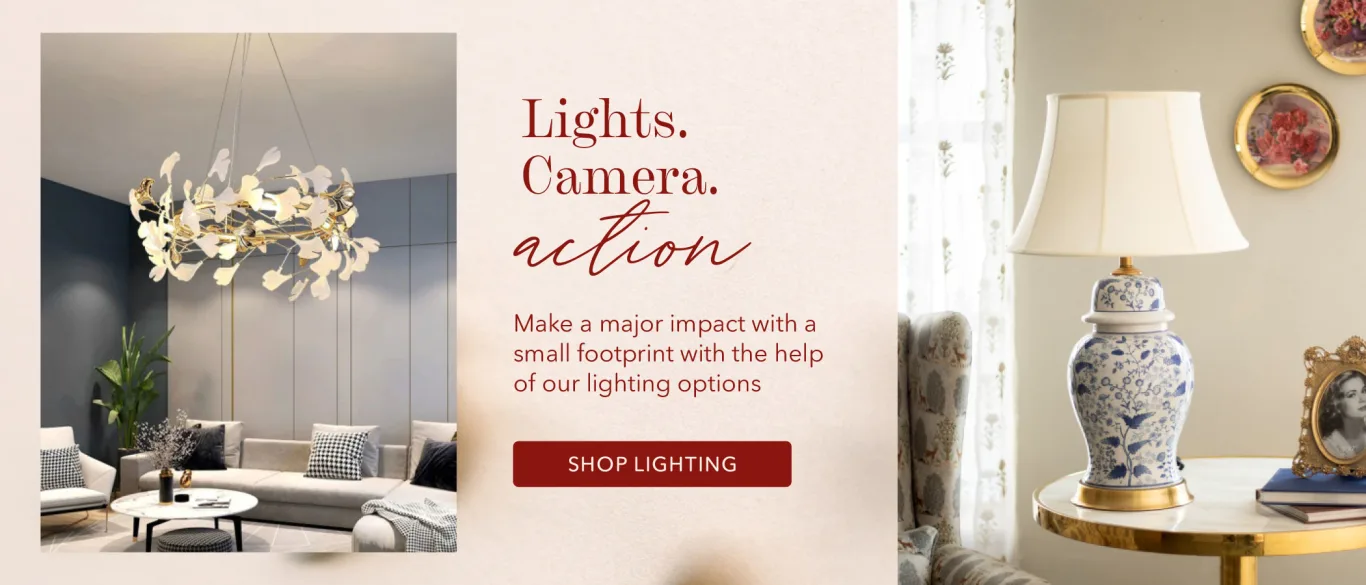 Lights.
Camera.
action
Make a major impact with a
small footprint with the help
of our lighting options
SHOP LIGHTING